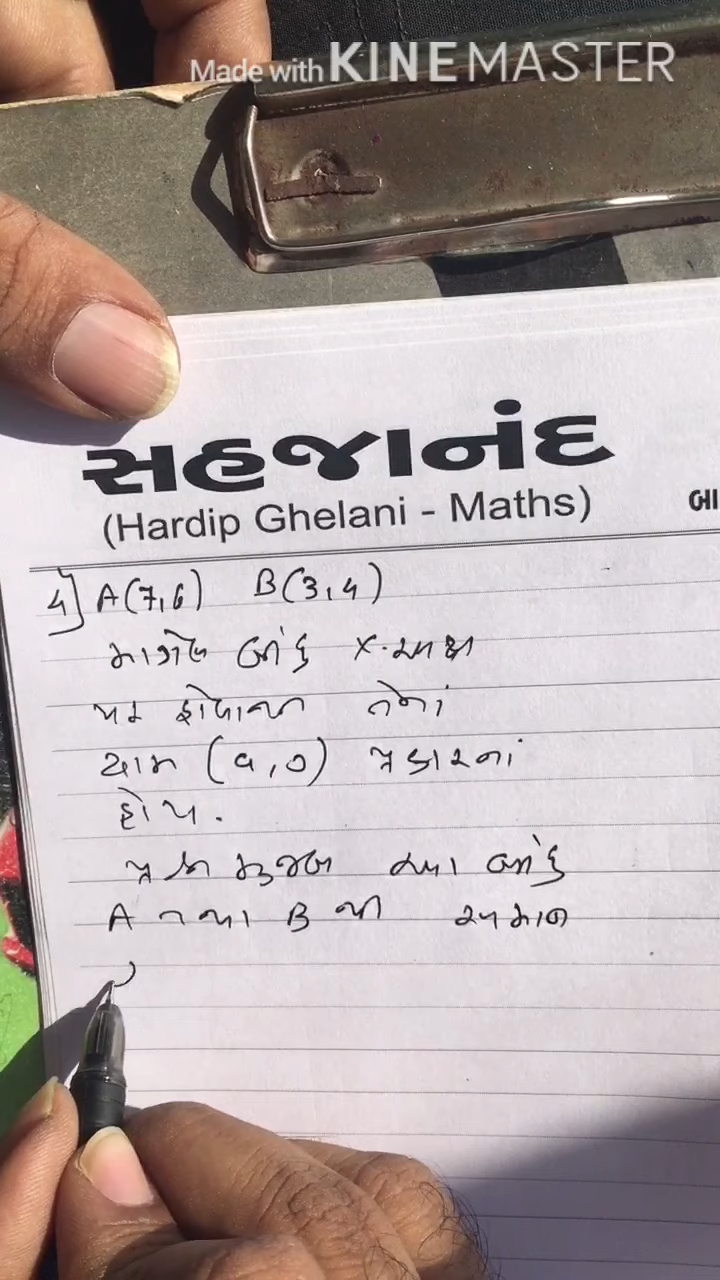 Made with KINEMASTER
સહજાનંદ
(Hardip Ghelani - Maths)
બા
4] A(7,6) B(3,4)
માગેલ બિંદુ X-અક્ષ
પર હોવાથી તેનાં
યામ (a,0) પ્રકારનાં
હોય.
પ્રશ્ન મુજબ આ બિંદુ
A તથા B થી સમાન